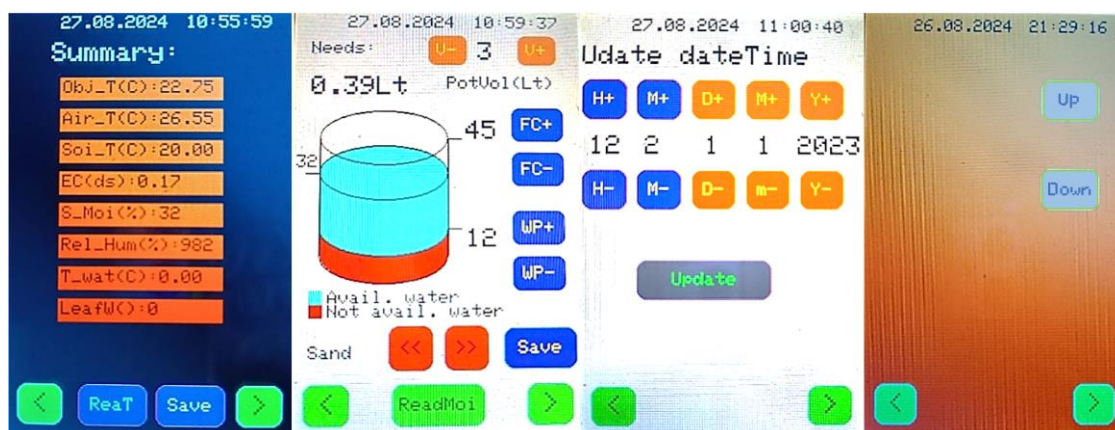 27.08.2024 10:55:59
Summary:
Obj_T(C):22.75
Air_T(C):26.55
Soi_T(C):20.00
EC(ds):0.17
S_Moi(%):32
Rel_Hum(%):982
T_wat(C):0.00
LeafW():0
< ReaT Save >
27.08.2024 10:59:37
Needs: V- 3 V+
0.39Lt PotVol(Lt)
45 FC+
32 FC-
12 WP+
WP-
Avail. water
Not avail. water
Sand << >> Save
< ReadMoi >
27.08.2024 11:00:40
Udate dateTime
H+ M+ D+ M+ Y+
12 2 1 1 2023
H- M- D- m- Y-
Update
< >
26.08.2024 21:29:16
Up
Down
< >